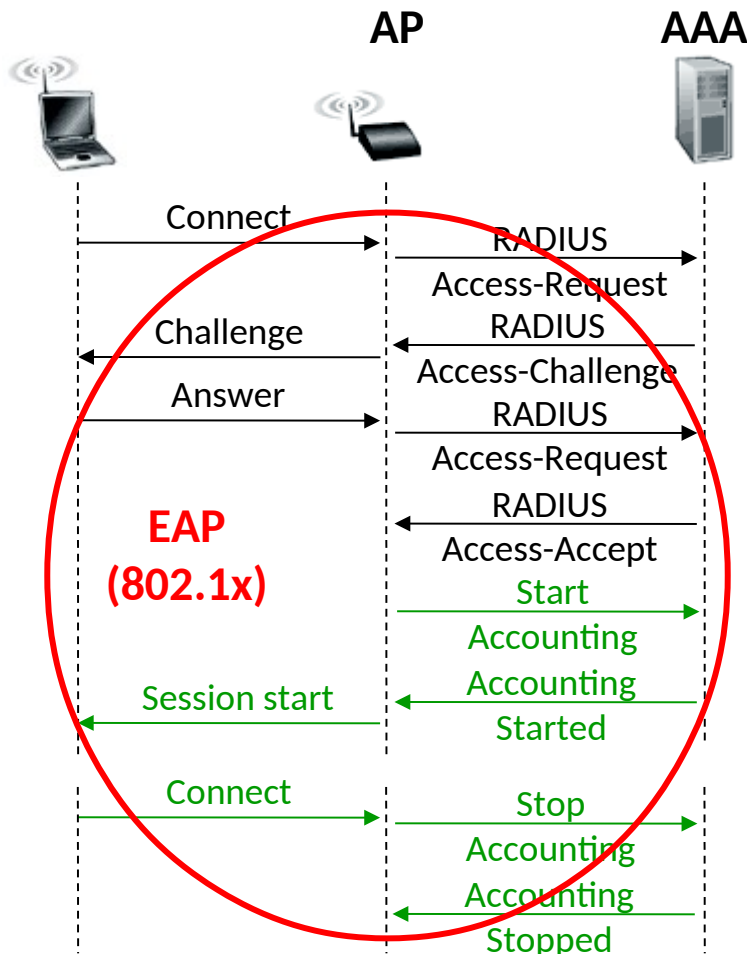 AP
AAA
Connect
RADIUS
Access-Request
Challenge
RADIUS
Access-Challenge
Answer
RADIUS
Access-Request
RADIUS
Access-Accept
EAP
(802.1x)
Start
Accounting
Session start
Accounting
Started
Connect
Stop
Accounting
Accounting
Stopped